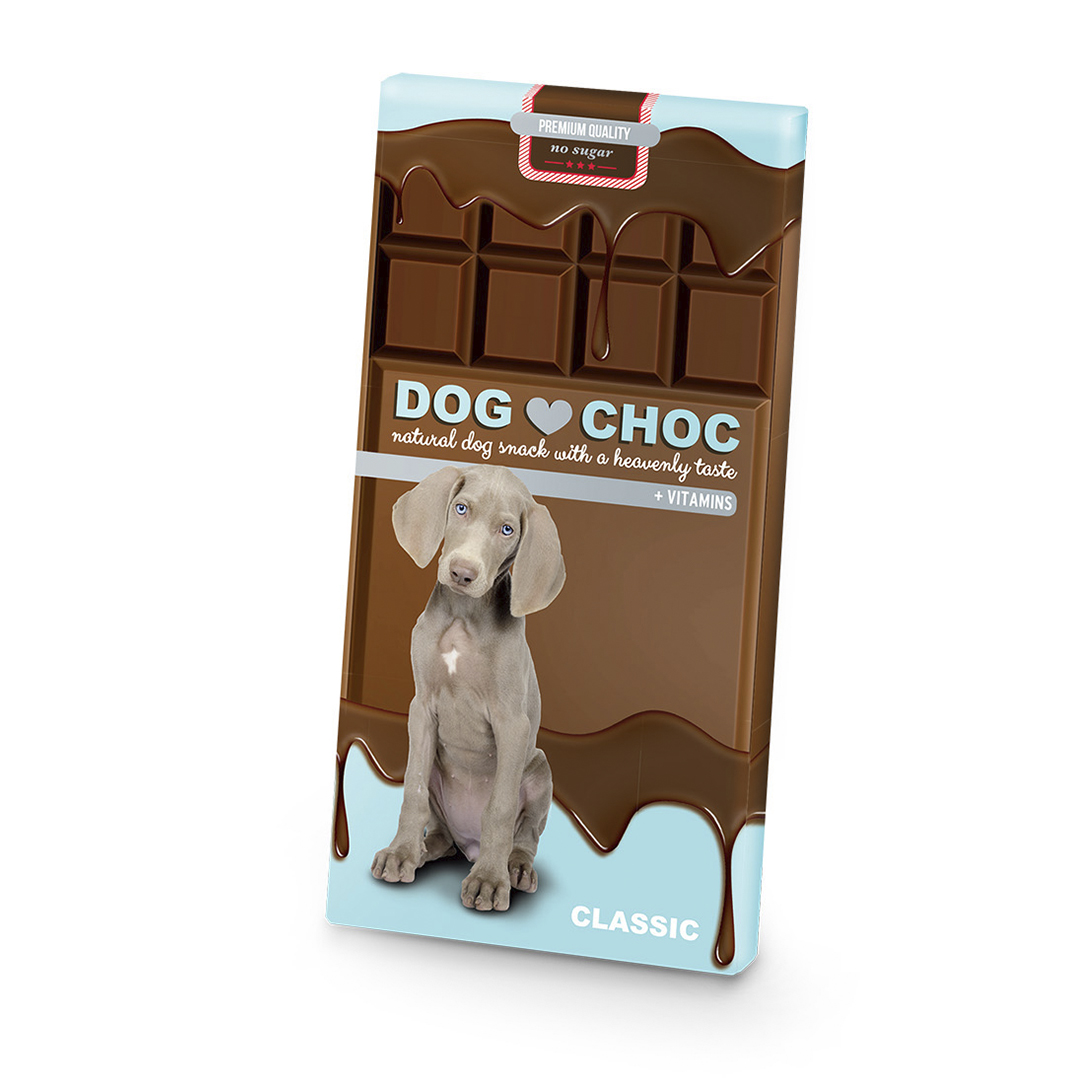 PREMIUM QUALITY
no sugar
DOG CHOC
natural dog snack with a heavenly taste
+ VITAMINS
CLASSIC